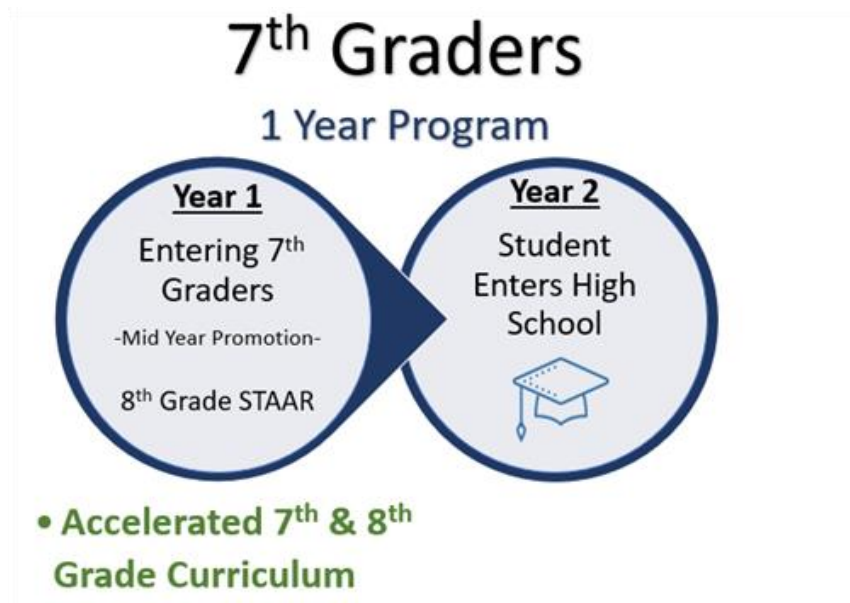 7th Graders
1 Year Program
Year 1
Entering 7th
Graders
-Mid Year Promotion-
8th Grade STAAR
Year 2
Student
Enters High
School
• Accelerated 7th & 8th
Grade Curriculum